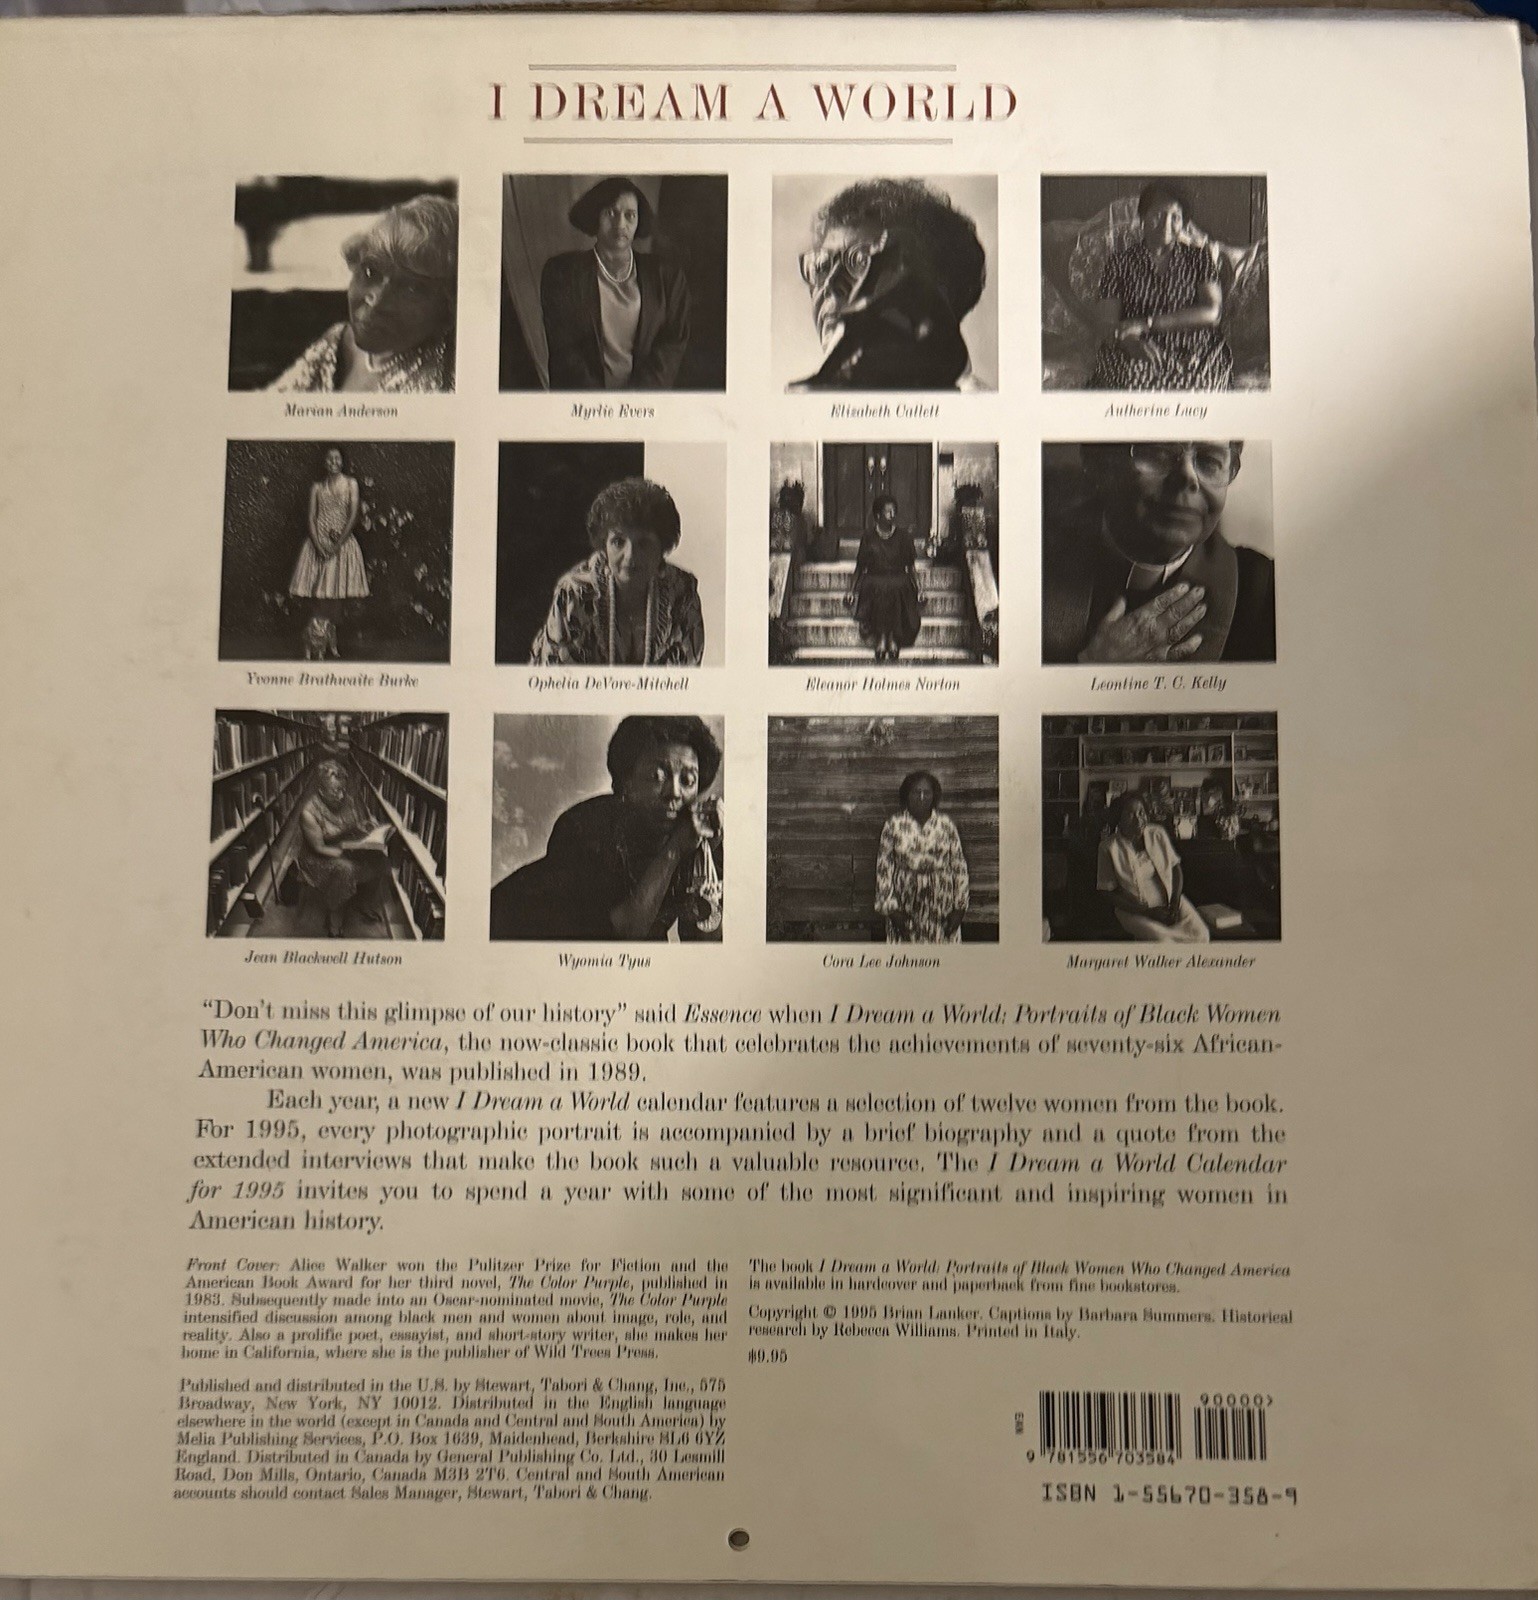 I DREAM A WORLD
Marian Anderson
Myrlie Evers
Elizabeth Catlett
Autherine Lucy
Yvonne Brathwaite Burke
Ophelia DeVore-Mitchell
Eleanor Holmes Norton
Leontine T. C. Kelly
Jean Blackwell Hutson
Wyomia Tyus
Cora Lee Johnson
Margaret Walker Alexander
“Don’t miss this glimpse of our history” said Essence when I Dream a World: Portraits of Black Women
Who Changed America, the now-classic book that celebrates the achievements of seventy-six African-
American women, was published in 1989.
Each year, a new I Dream a World calendar features a selection of twelve women from the book.
For 1995, every photographic portrait is accompanied by a brief biography and a quote from the
extended interviews that make the book such a valuable resource. The I Dream a World Calendar
for 1995 invites you to spend a year with some of the most significant and inspiring women in
American history.
Front Cover: Alice Walker won the Pulitzer Prize for Fiction and the
American Book Award for her third novel, The Color Purple, published in
1983. Subsequently made into an Oscar-nominated movie, The Color Purple
intensified discussion among black men and women about image, role, and
reality. Also a prolific poet, essayist, and short-story writer, she makes her
home in California, where she is the publisher of Wild Trees Press.
Published and distributed in the U.S. by Stewart, Tabori & Chang, Inc., 575
Broadway, New York, NY 10012. Distributed in the English language
elsewhere in the world (except in Canada and Central and South America) by
Melia Publishing Services, P.O. Box 1639, Maidenhead, Berkshire SL6 6YZ
England. Distributed in Canada by General Publishing Co. Ltd., 30 Lesmill
Road, Don Mills, Ontario, Canada M3B 2T6. Central and South American
accounts should contact Sales Manager, Stewart, Tabori & Chang.
The book I Dream a World: Portraits of Black Women Who Changed America
is available in hardcover and paperback from fine bookstores.
Copyright © 1995 Brian Lanker. Captions by Barbara Summers. Historical
research by Rebecca Williams. Printed in Italy.
$9.95
90000>
EAN
9 781556 703584
ISBN 1-55670-358-9